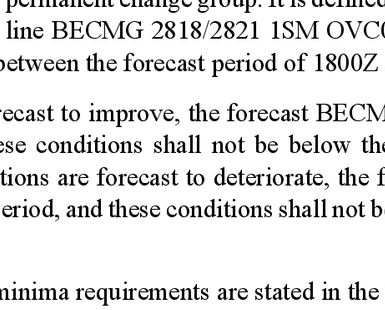 permanent change group. It is defined
line BECMG 2818/2821 1SM OVC0
between the forecast period of 1800Z
recast to improve, the forecast BECM
ese conditions shall not be below the
tions are forecast to deteriorate, the f
eriod, and these conditions shall not be
minima requirements are stated in the